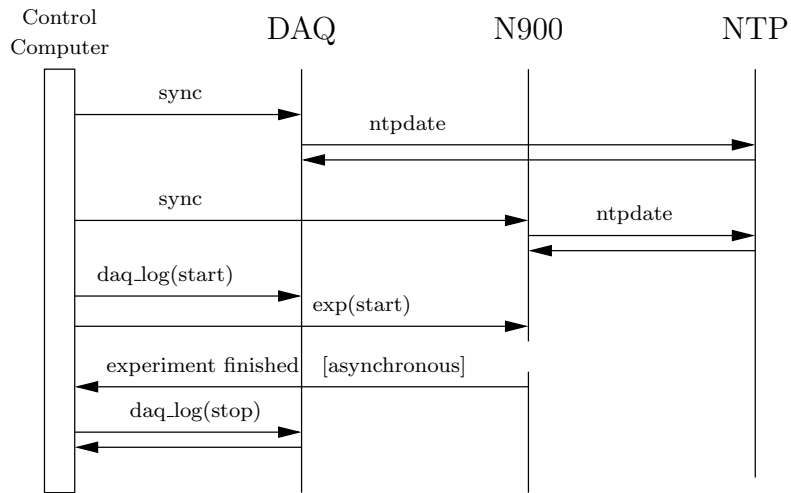 Control
Computer
DAQ
N900
NTP
sync
ntpdate
sync
ntpdate
daq_log(start)
exp(start)
experiment finished [asynchronous]
daq_log(stop)